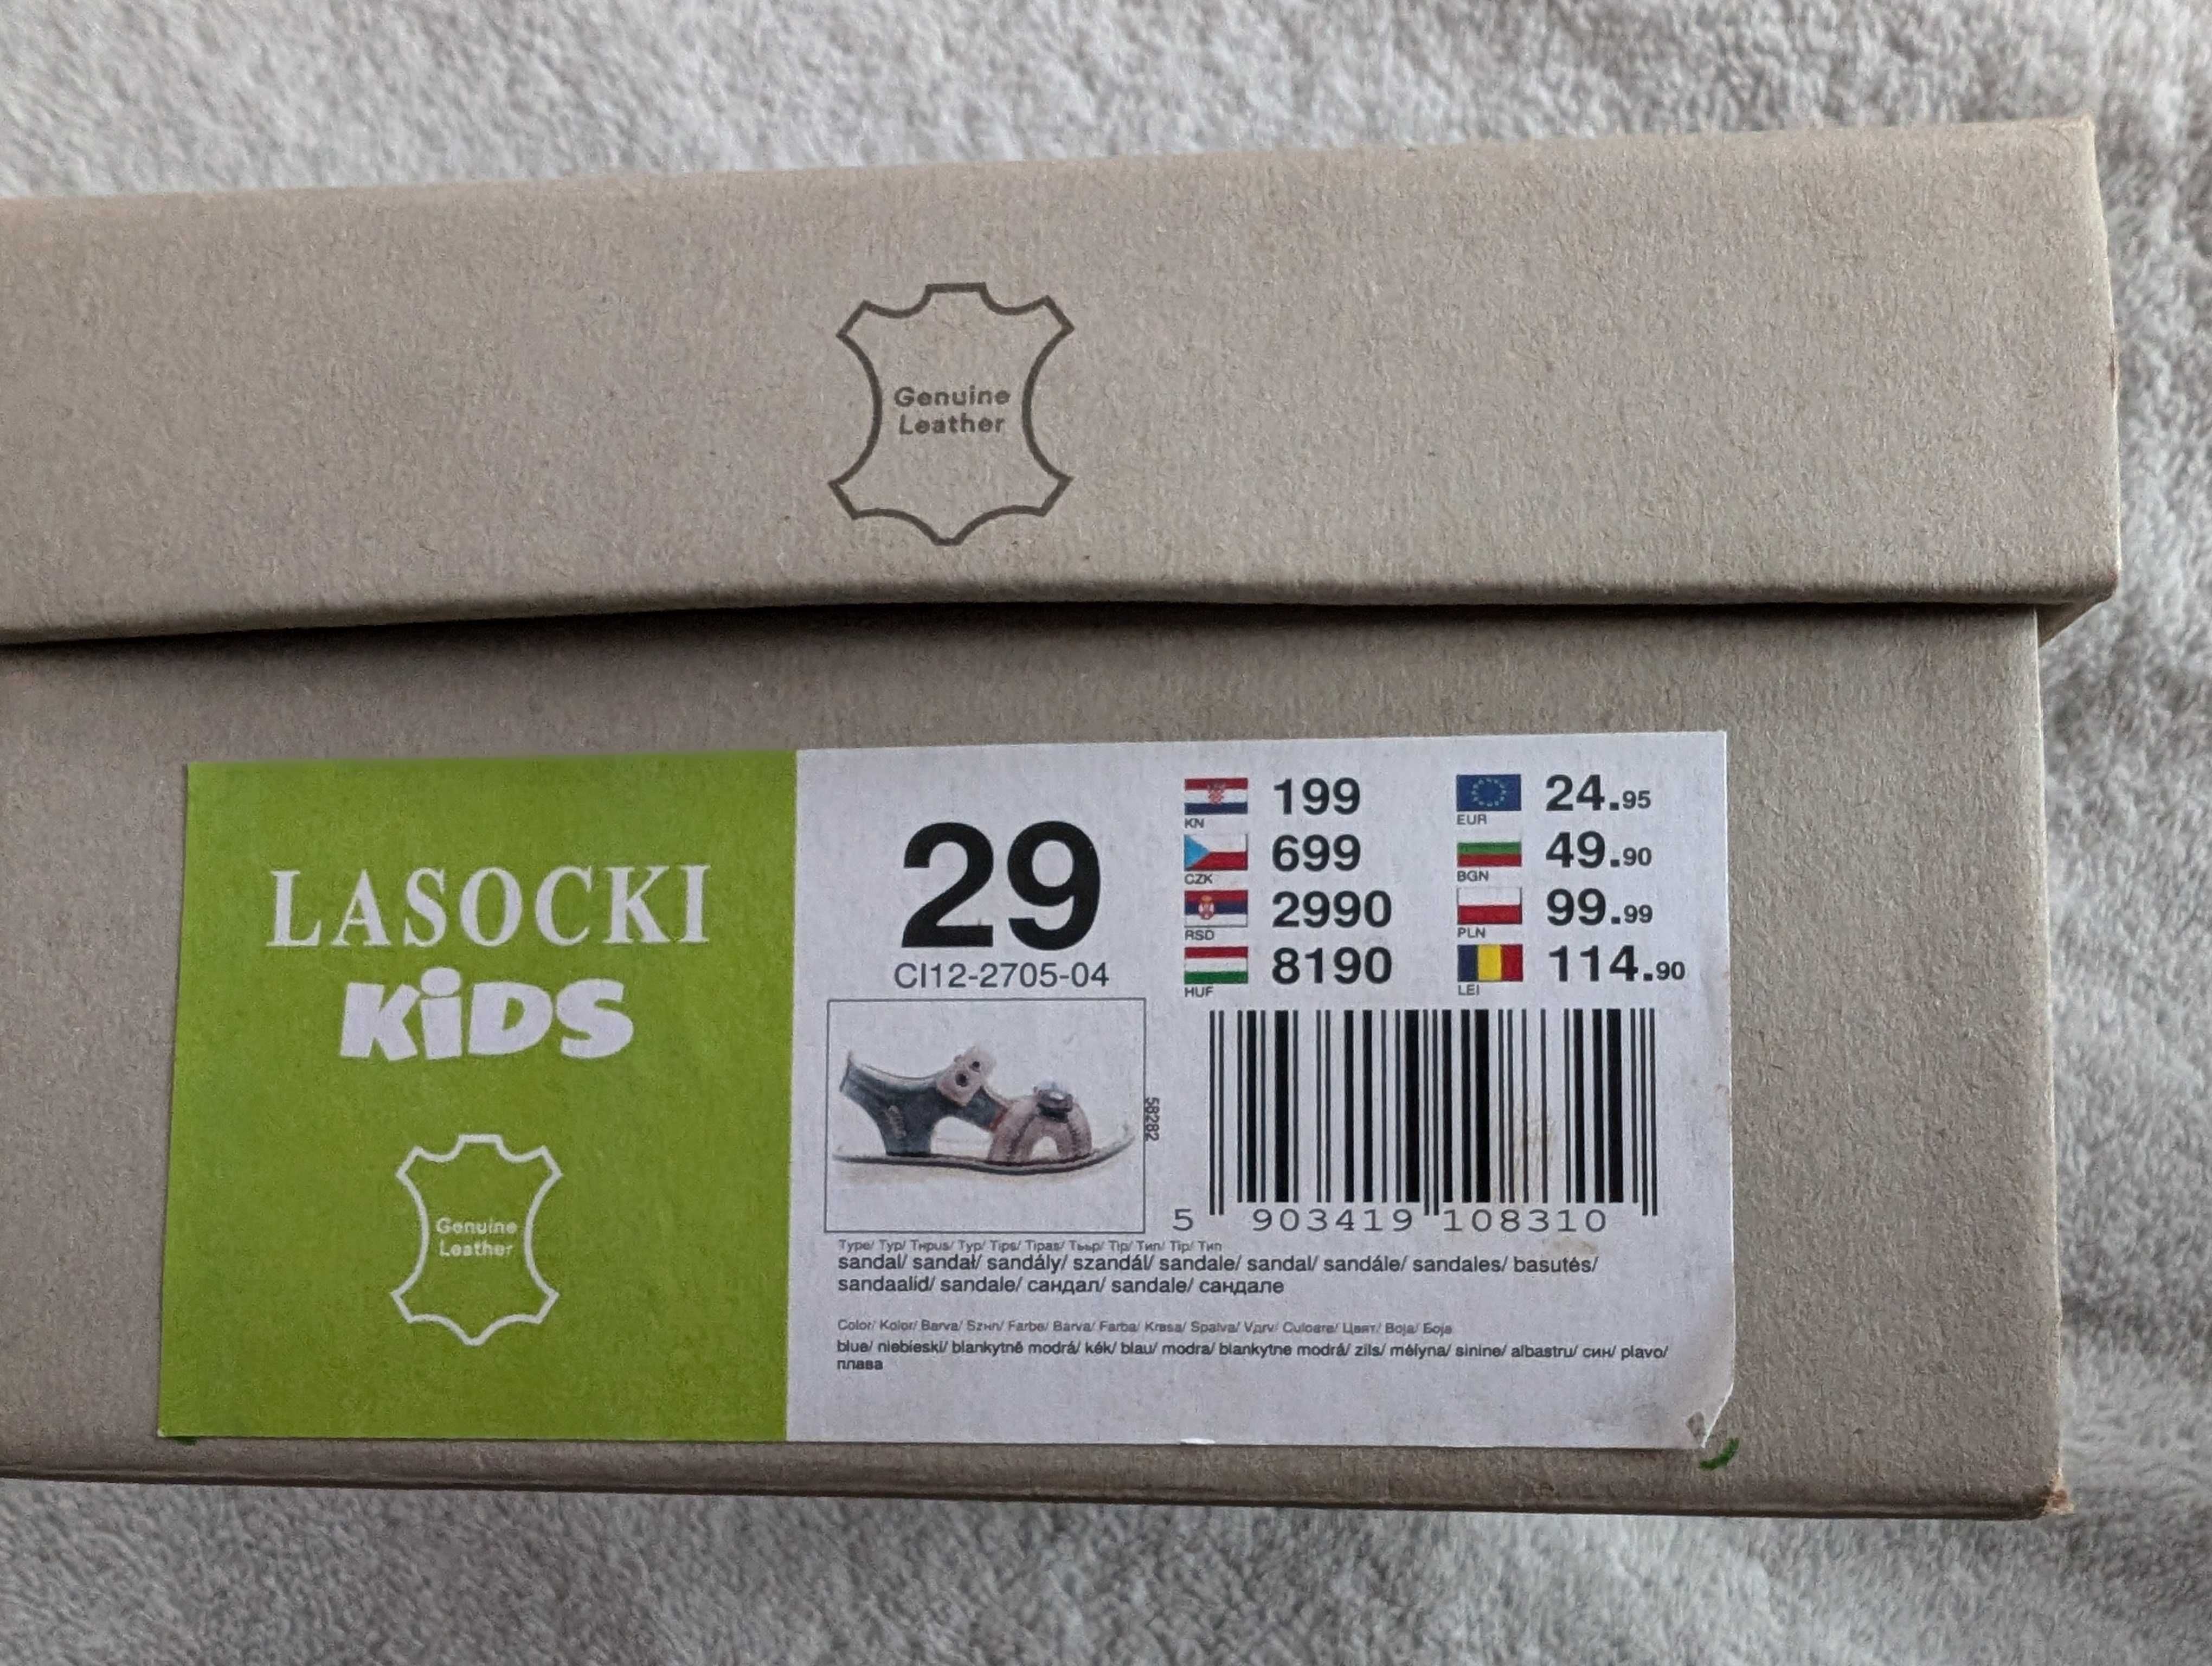 Genuine
Leather
LASOCKI
KiDS
Genuine
Leather
29
CI12-2705-04
KN 199
CZK 699
RSD 2990
HUF 8190
EUR 24.95
BGN 49.90
PLN 99.99
LEI 114.90
58282
5 903419 108310
Type/ Typ/ Типus/ Typ/ Tips/ Tipas/ Тьър/ Tip/ Тип/ Tip/ Тип
sandal/ sandał/ sandály/ szandál/ sandale/ sandal/ sandále/ sandales/ basutės/
sandaalid/ sandale/ сандал/ sandale/ сандале
Color/ Kolor/ Barva/ Farbe/ Barva/ Farba/ Krasa/ Spalva/ Culoare/ Цвят/ Boja/ Боја
blue/ niebieski/ blankytně modrá/ kék/ blau/ modra/ blankytne modrá/ zils/ mėlyna/ sinine/ albastru/ син/ plavo/
плава